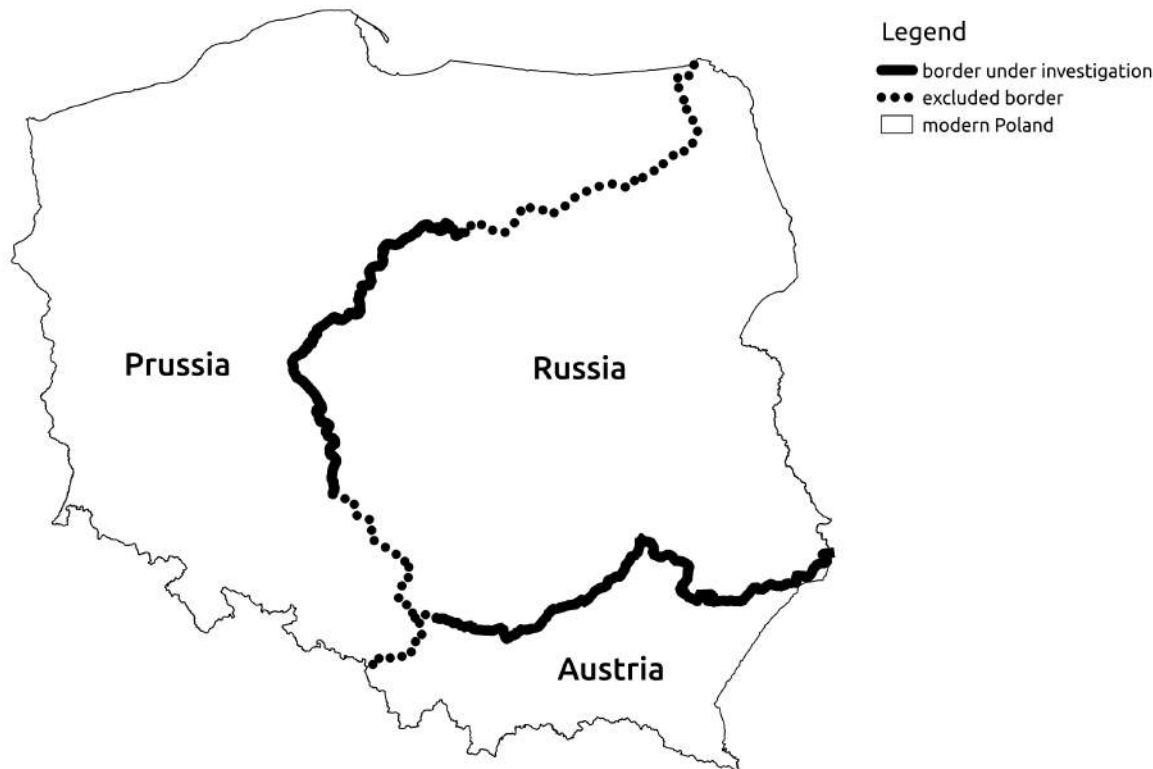 Legend
border under investigation
excluded border
modern Poland
Prussia
Russia
Austria